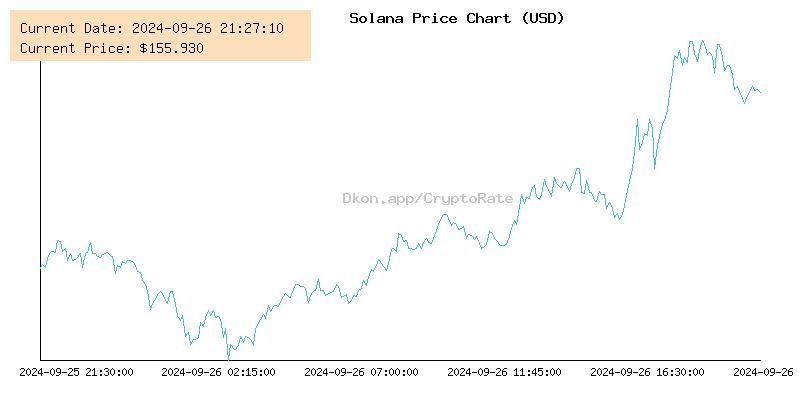 Solana Price Chart (USD)
Current Date: 2024-09-26 21:27:10
Current Price: $155.930
Dkon.app/CryptoRate
2024-09-25 21:30:00
2024-09-26 02:15:00
2024-09-26 07:00:00
2024-09-26 11:45:00
2024-09-26 16:30:00
2024-09-26